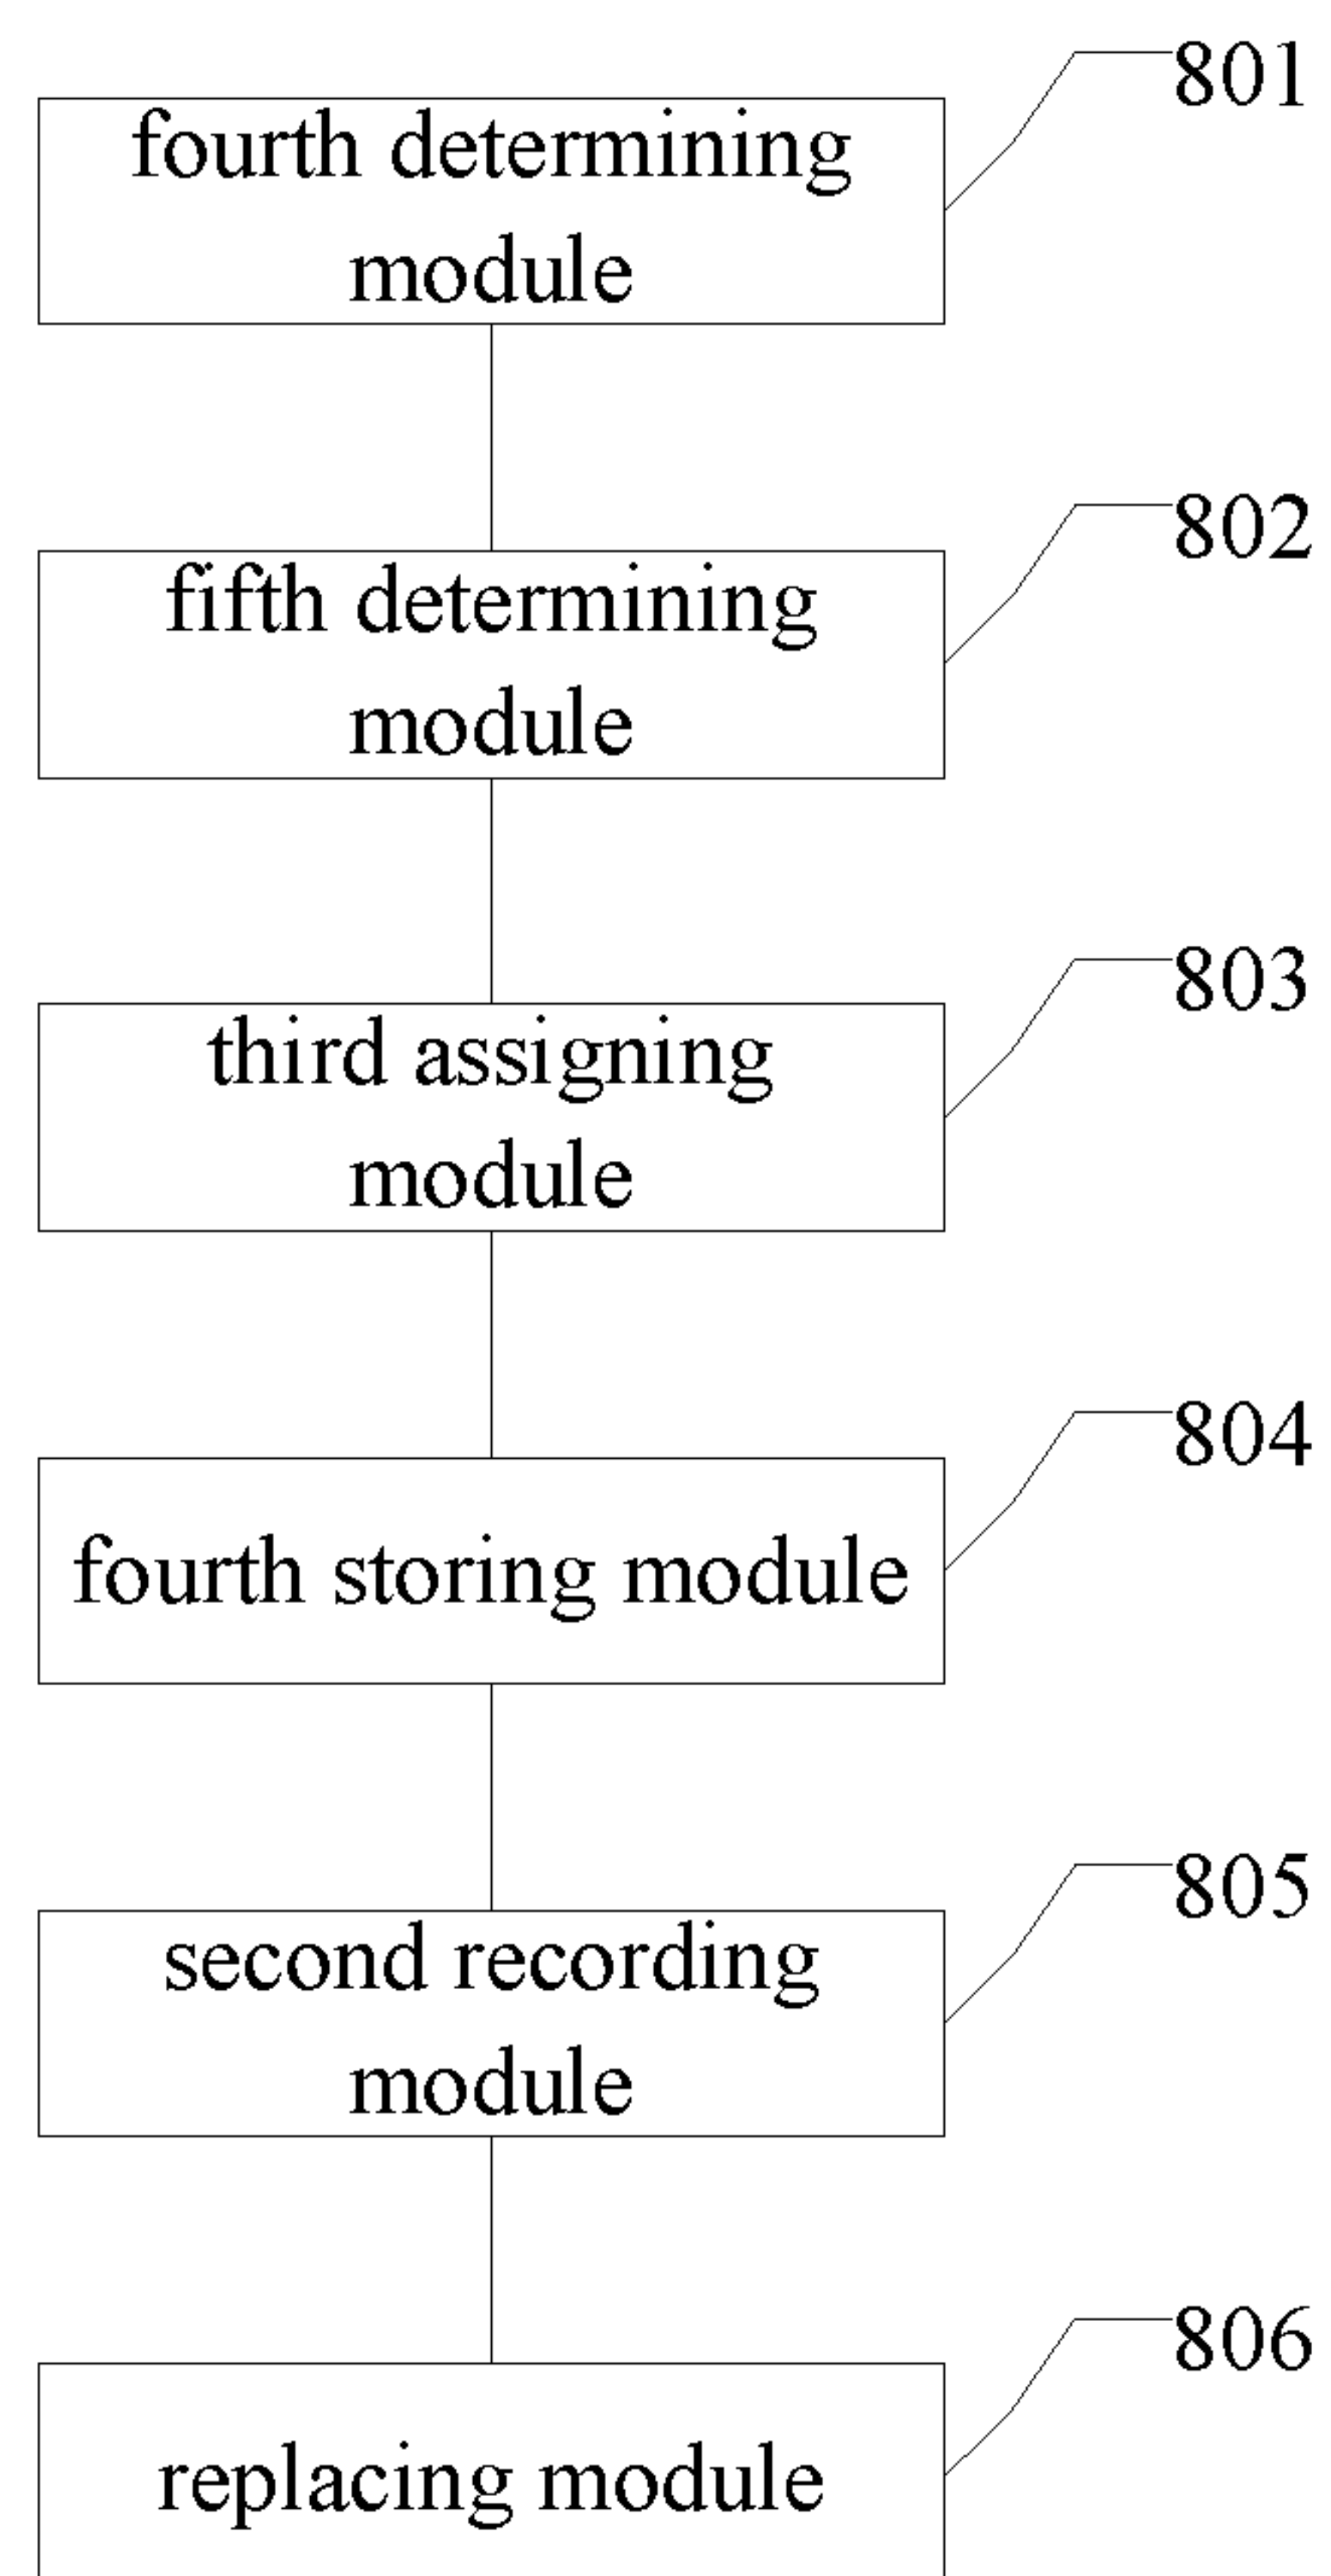 801
fourth determining
module
802
fifth determining
module
803
third assigning
module
804
fourth storing module
805
second recording
module
806
replacing module